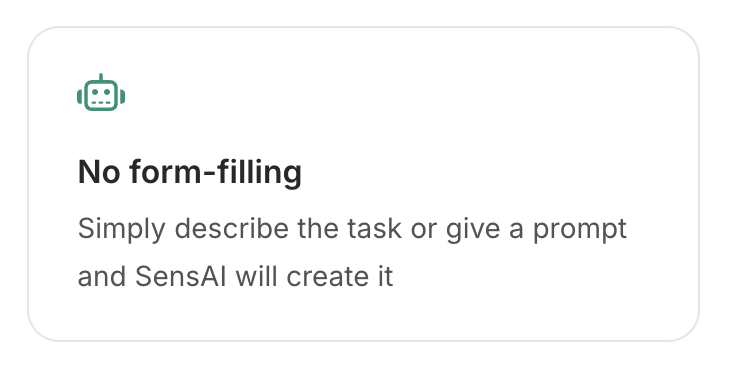 No form-filling
Simply describe the task or give a prompt
and SensAI will create it